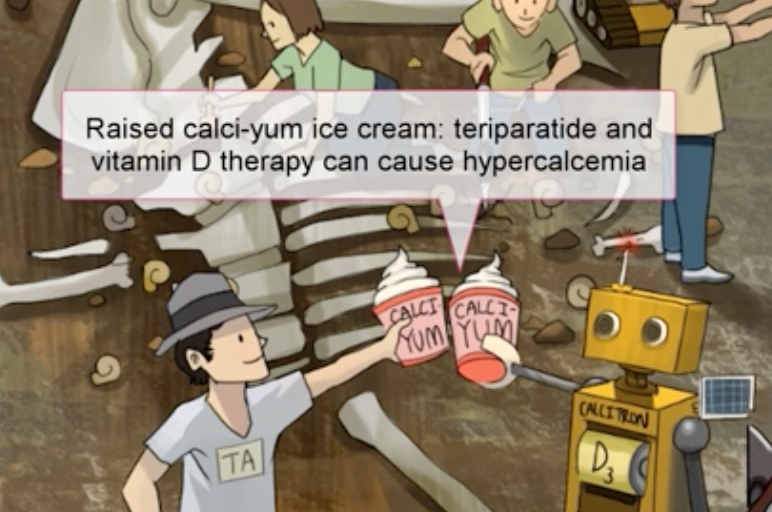 Raised calci-yum ice cream: teriparatide and
vitamin D therapy can cause hypercalcemia
CALCI-
YUM
CALCI-
YUM
CALCITRON
D3
TA